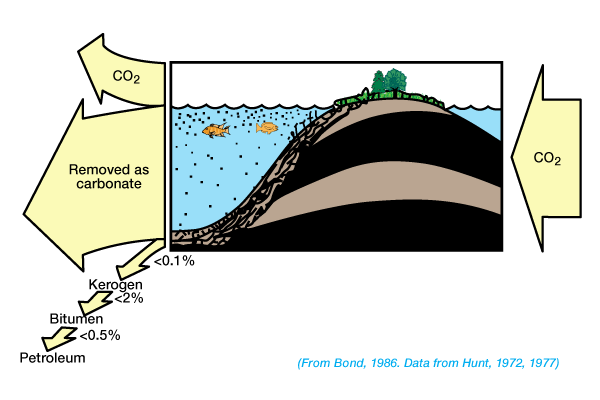 CO2
CO2
Removed as
carbonate
<0.1%
Kerogen
<2%
Bitumen
<0.5%
Petroleum
(From Bond, 1986. Data from Hunt, 1972, 1977)